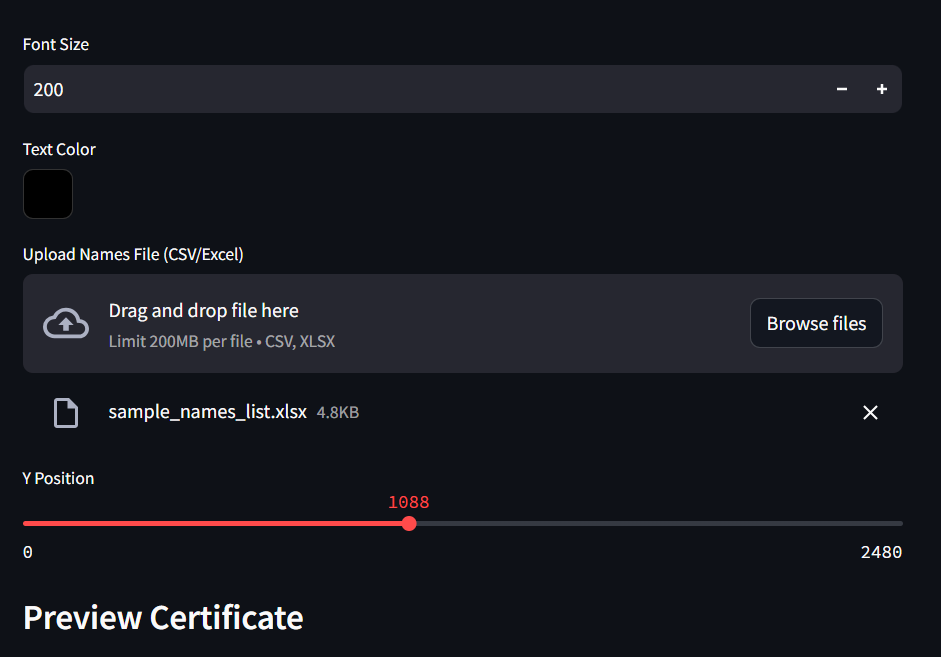 Font Size
200
Text Color
Upload Names File (CSV/Excel)
Drag and drop file here
Limit 200MB per file • CSV, XLSX
Browse files
sample_names_list.xlsx 4.8KB
Y Position
1088
0 2480
Preview Certificate